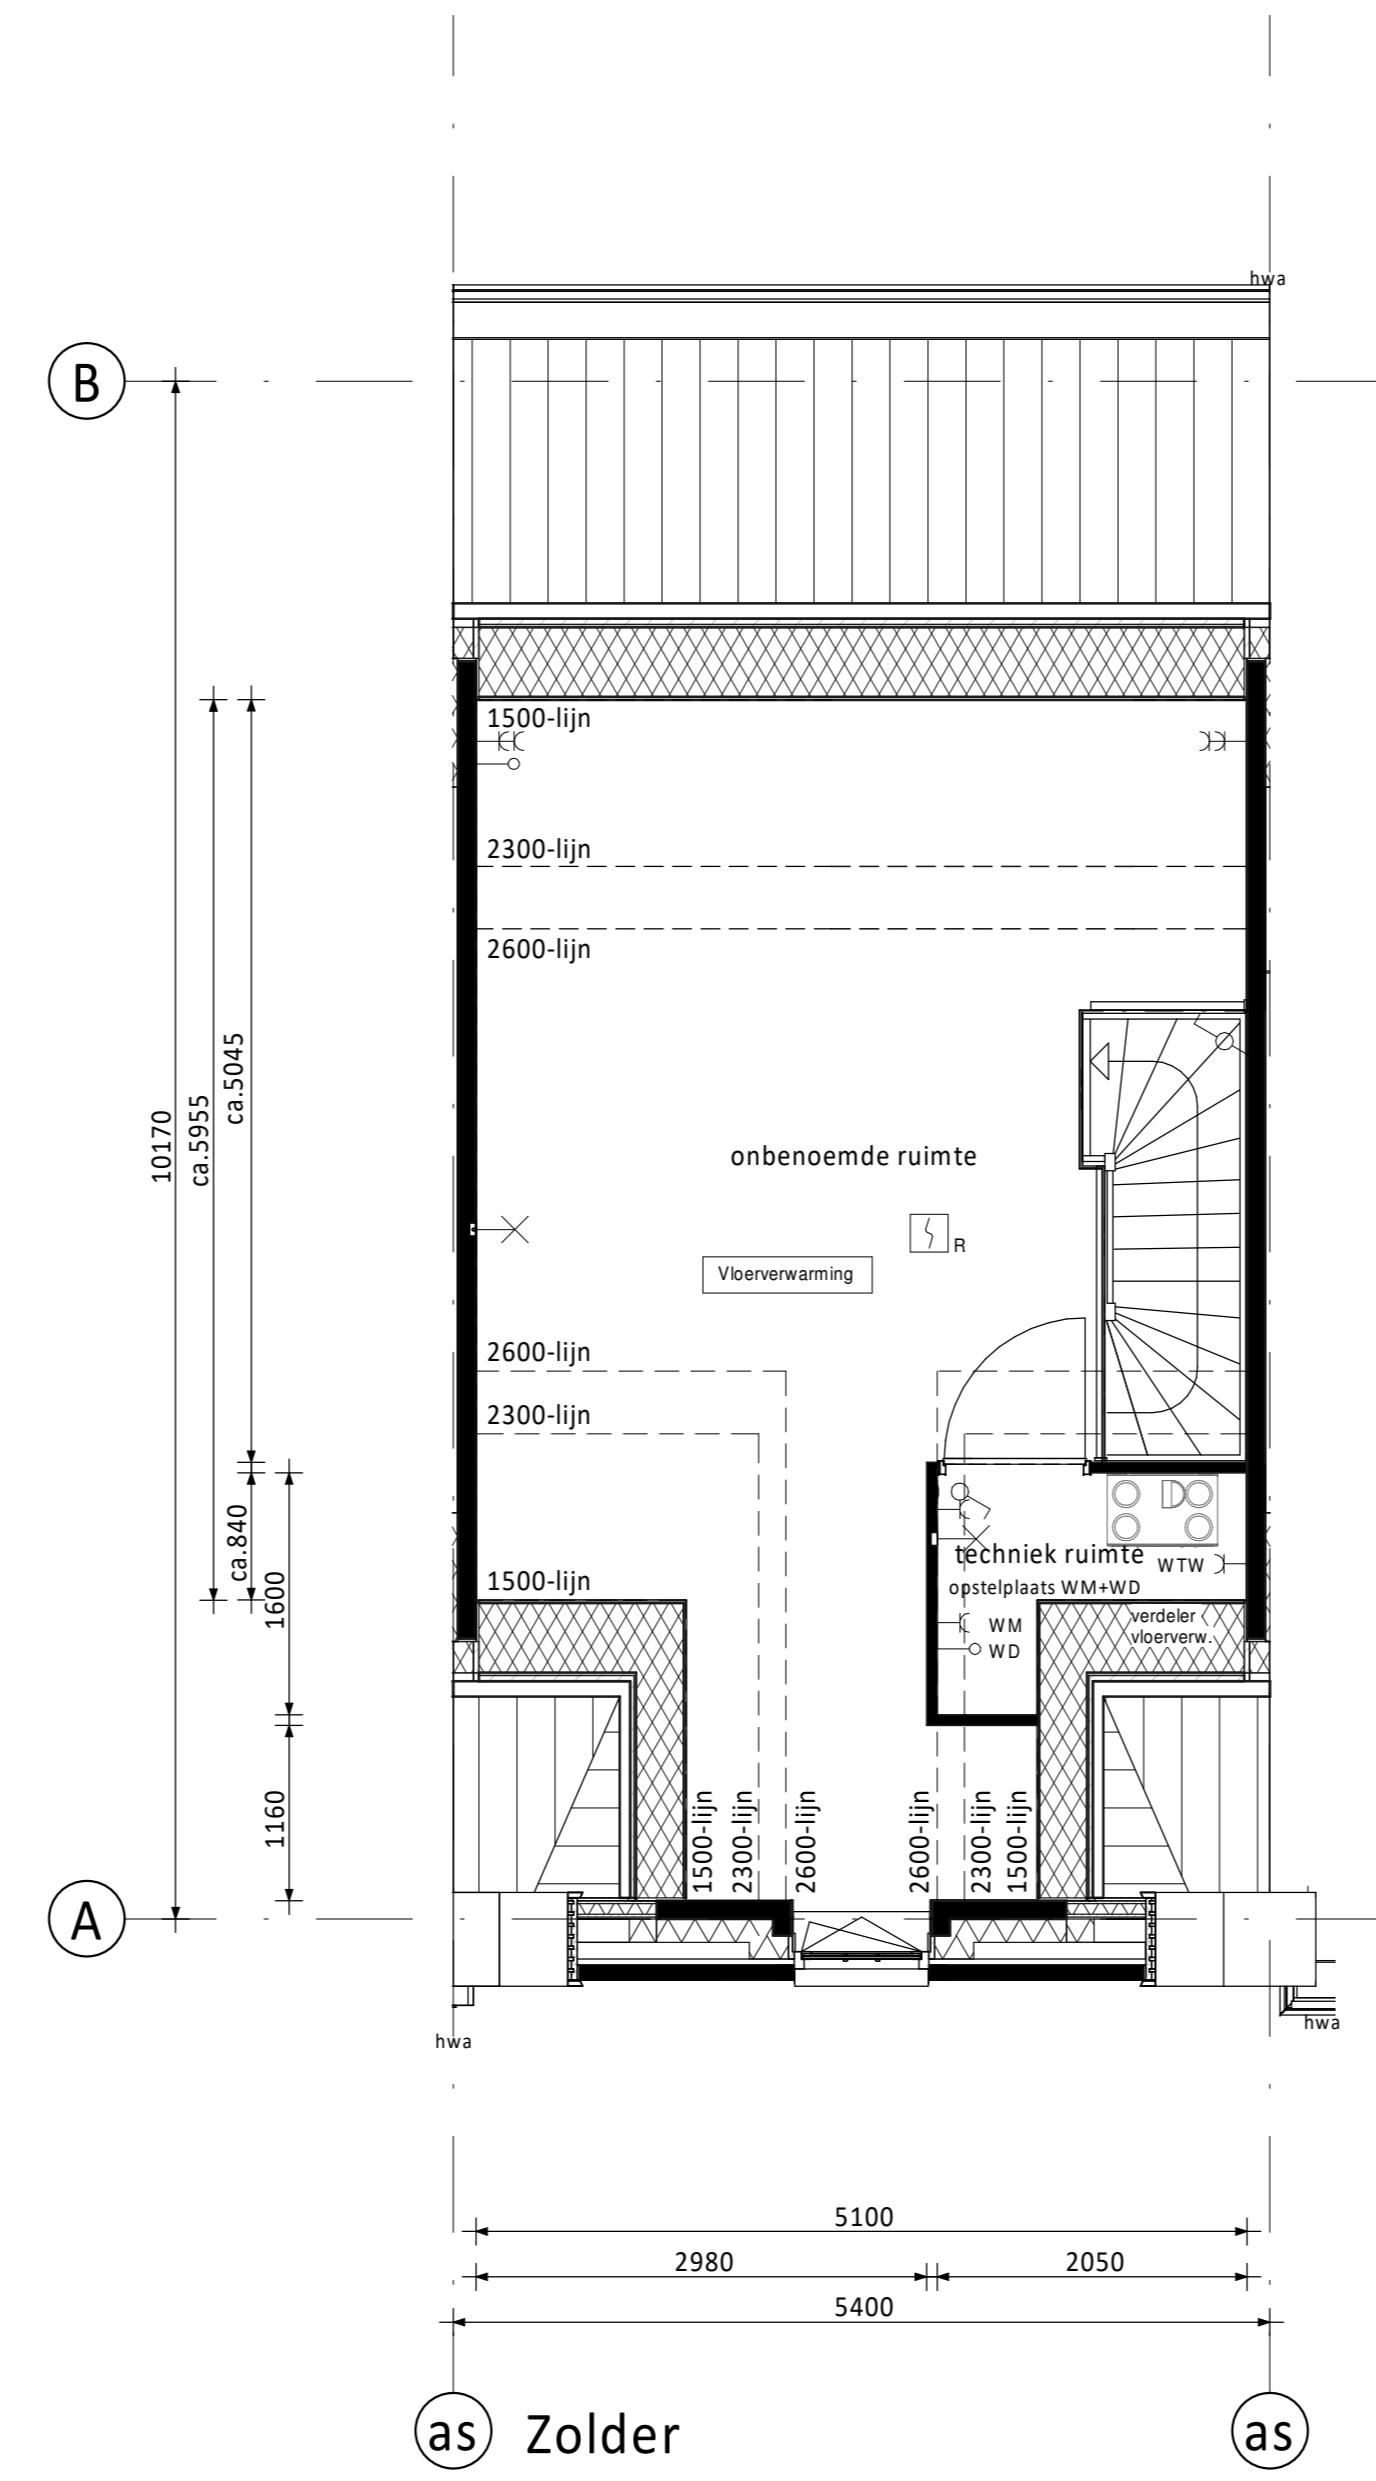 hwa
B
1500-lijn
2300-lijn
2600-lijn
ca.5045
10170
ca.5955
onbenoemde ruimte
R
Vloerverwarming
2600-lijn
2300-lijn
ca.840
1600
techniek ruimte
WTW
1500-lijn
opstelplaats WM+WD
WM
WD
verdeler
vloerverw.
1160
1500-lijn
2300-lijn
2600-lijn
2600-lijn
2300-lijn
1500-lijn
A
hwa
hwa
5100
2980
2050
5400
as
Zolder
as